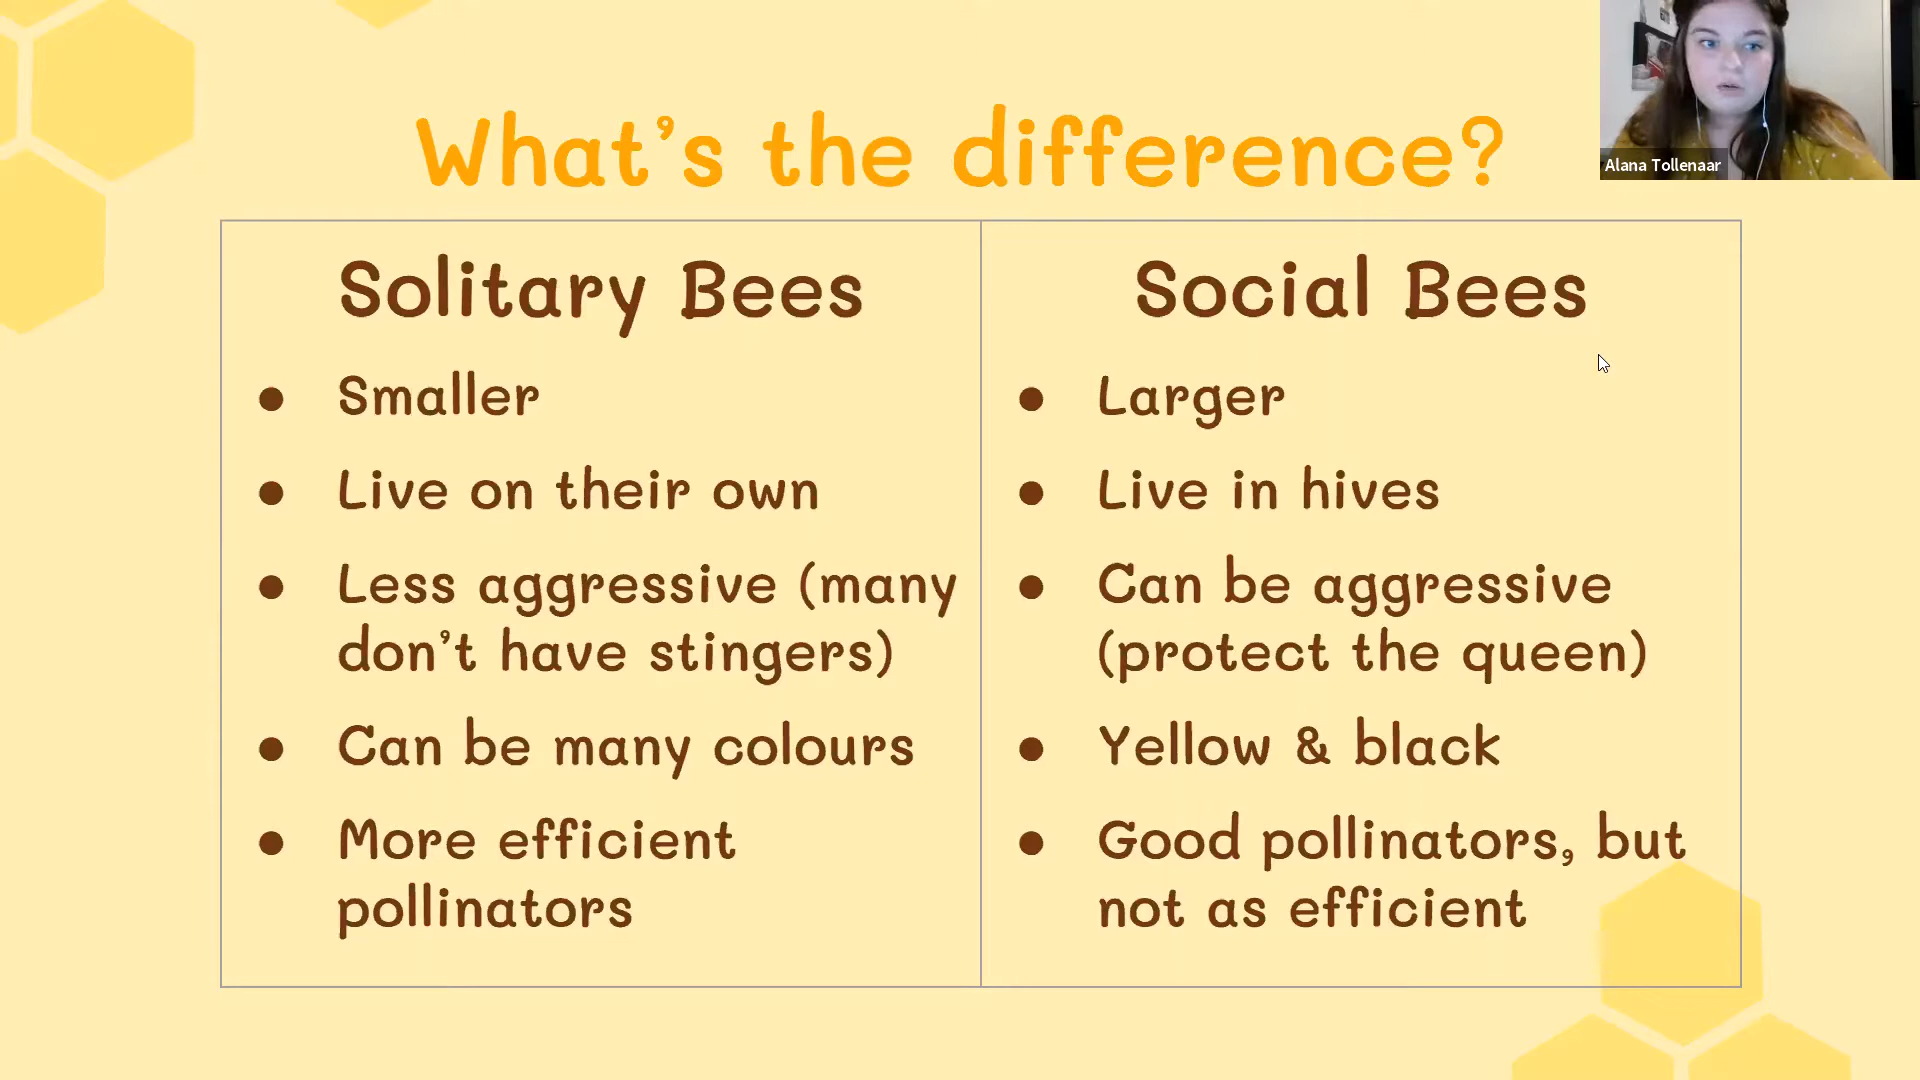 What's the difference?
Alana Tollenaar
Solitary Bees
● Smaller
● Live on their own
● Less aggressive (many
don't have stingers)
● Can be many colours
● More efficient
pollinators
Social Bees
● Larger
● Live in hives
● Can be aggressive
(protect the queen)
● Yellow & black
● Good pollinators, but
not as efficient